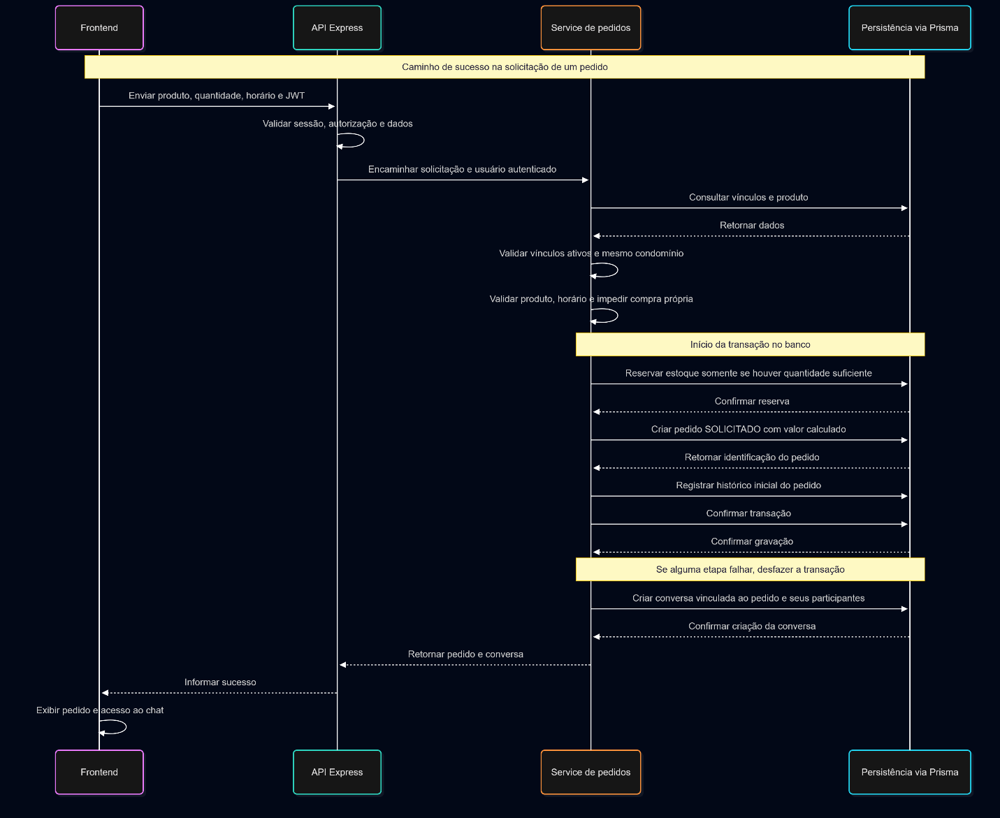 Frontend
API Express
Service de pedidos
Persistência via Prisma
Caminho de sucesso na solicitação de um pedido
Enviar produto, quantidade, horário e JWT
Validar sessão, autorização e dados
Encaminhar solicitação e usuário autenticado
Consultar vínculos e produto
Retornar dados
Validar vínculos ativos e mesmo condomínio
Validar produto, horário e impedir compra própria
Início da transação no banco
Reservar estoque somente se houver quantidade suficiente
Confirmar reserva
Criar pedido SOLICITADO com valor calculado
Retornar identificação do pedido
Registrar histórico inicial do pedido
Confirmar transação
Confirmar gravação
Se alguma etapa falhar, desfazer a transação
Criar conversa vinculada ao pedido e seus participantes
Confirmar criação da conversa
Retornar pedido e conversa
Informar sucesso
Exibir pedido e acesso ao chat
Frontend
API Express
Service de pedidos
Persistência via Prisma